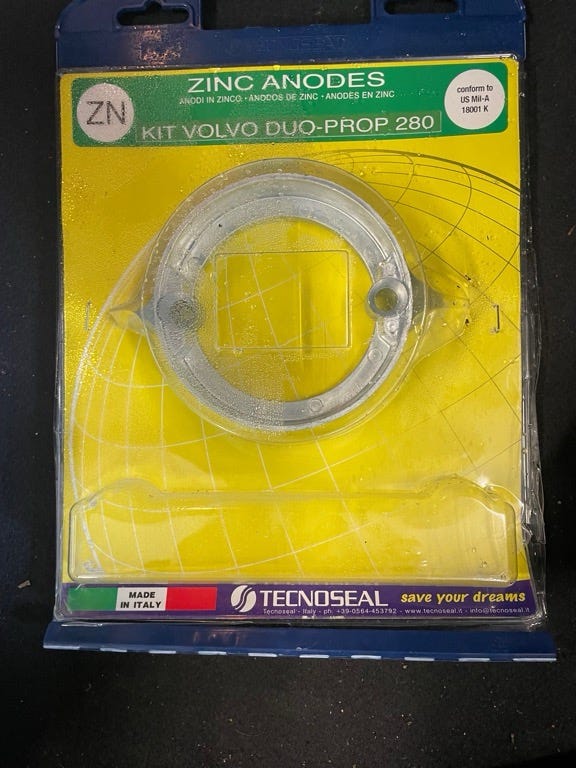 ZINC ANODES
ANODI IN ZINCO • ANODOS DE ZINC • ANODES EN ZINC
ZN
conform to
US Mil-A
18001 K
KIT VOLVO DUO-PROP 280
MADE
IN ITALY
TECNOSEAL
save your dreams
Tecnoseal - Italy - ph. +39-0564-453792 - www.tecnoseal.it - info@tecnoseal.it